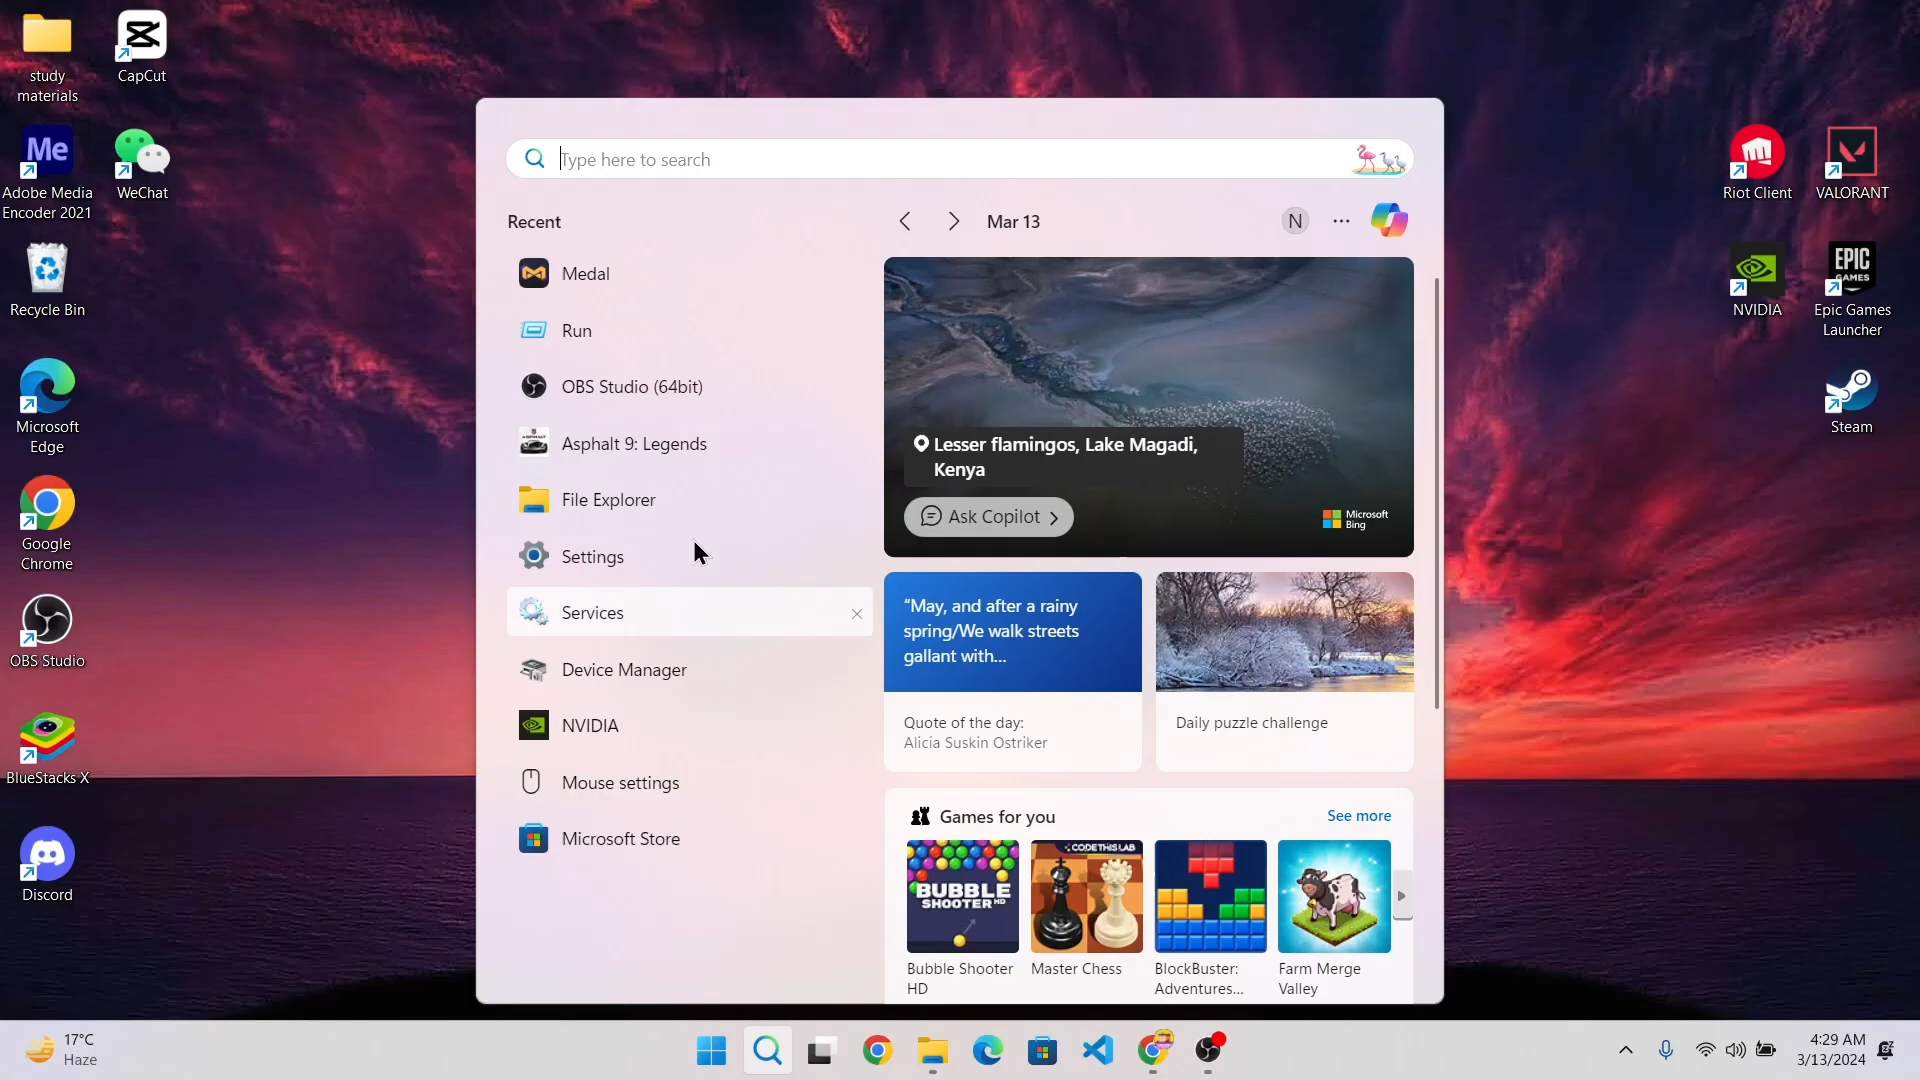 study
materials
CapCut
Me
Adobe Media
Encoder 2021
WeChat
Recycle Bin
Microsoft
Edge
Google
Chrome
OBS Studio
BlueStacks X
Discord
Type here to search
Recent
Medal
Run
OBS Studio (64bit)
Asphalt 9: Legends
File Explorer
Settings
Services
Device Manager
NVIDIA
Mouse settings
Microsoft Store
Mar 13
N
Lesser flamingos, Lake Magadi,
Kenya
Ask Copilot
Microsoft
Bing
“May, and after a rainy
spring/We walk streets
gallant with...
Quote of the day:
Alicia Suskin Ostriker
Daily puzzle challenge
Games for you
See more
BUBBLE
SHOOTER HD
CODETHISLAB
Bubble Shooter
HD
Master Chess
BlockBuster:
Adventures...
Farm Merge
Valley
Riot Client
VALORANT
NVIDIA
EPIC
GAMES
Epic Games
Launcher
Steam
17°C
Haze
4:29 AM
3/13/2024